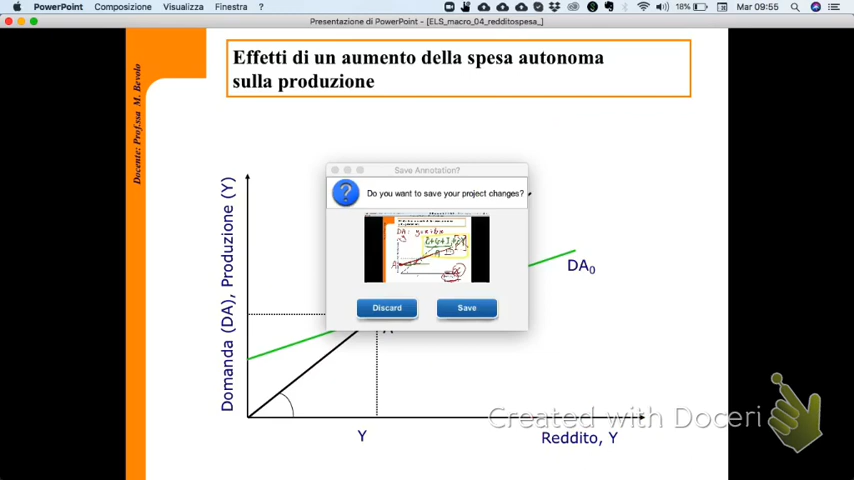 PowerPoint Composizione Visualizza Finestra ? 18% Mar 09:55
Presentazione di PowerPoint - [ELS_macro_04_redditospesa_]
Effetti di un aumento della spesa autonoma
sulla produzione
Docente: Prof.ssa M. Bevolo
Save Annotation?
Do you want to save your project changes?
Discard Save
Domanda (DA), Produzione (Y)
DA0
A
Y
Reddito, Y
Created with Doceri